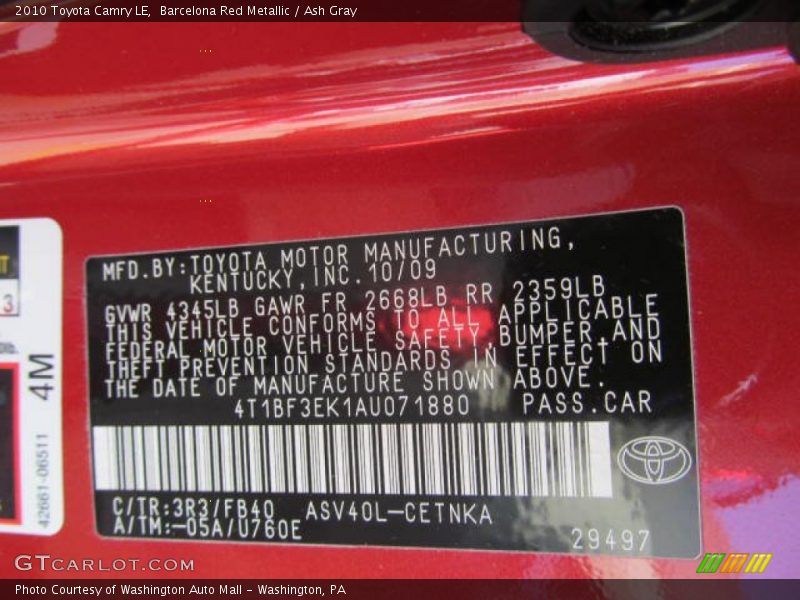 2010 Toyota Camry LE,  Barcelona Red Metallic / Ash Gray
MFD.BY:TOYOTA MOTOR MANUFACTURING,
KENTUCKY,INC.10/09
GVWR 4345LB GAWR FR 2668LB RR 2359LB
THIS VEHICLE CONFORMS TO ALL APPLICABLE
FEDERAL MOTOR VEHICLE SAFETY,BUMPER,AND
THEFT PREVENTION STANDARDS IN EFFECT ON
THE DATE OF MANUFACTURE SHOWN ABOVE.
4T1BF3EK1AU071880 PASS.CAR
C/TR:3R3/FB40 ASV40L-CETNKA
A/TM:-05A/U760E
29497
3
4M
42661-06511
GTCARLOT.COM
Photo Courtesy of Washington Auto Mall - Washington, PA